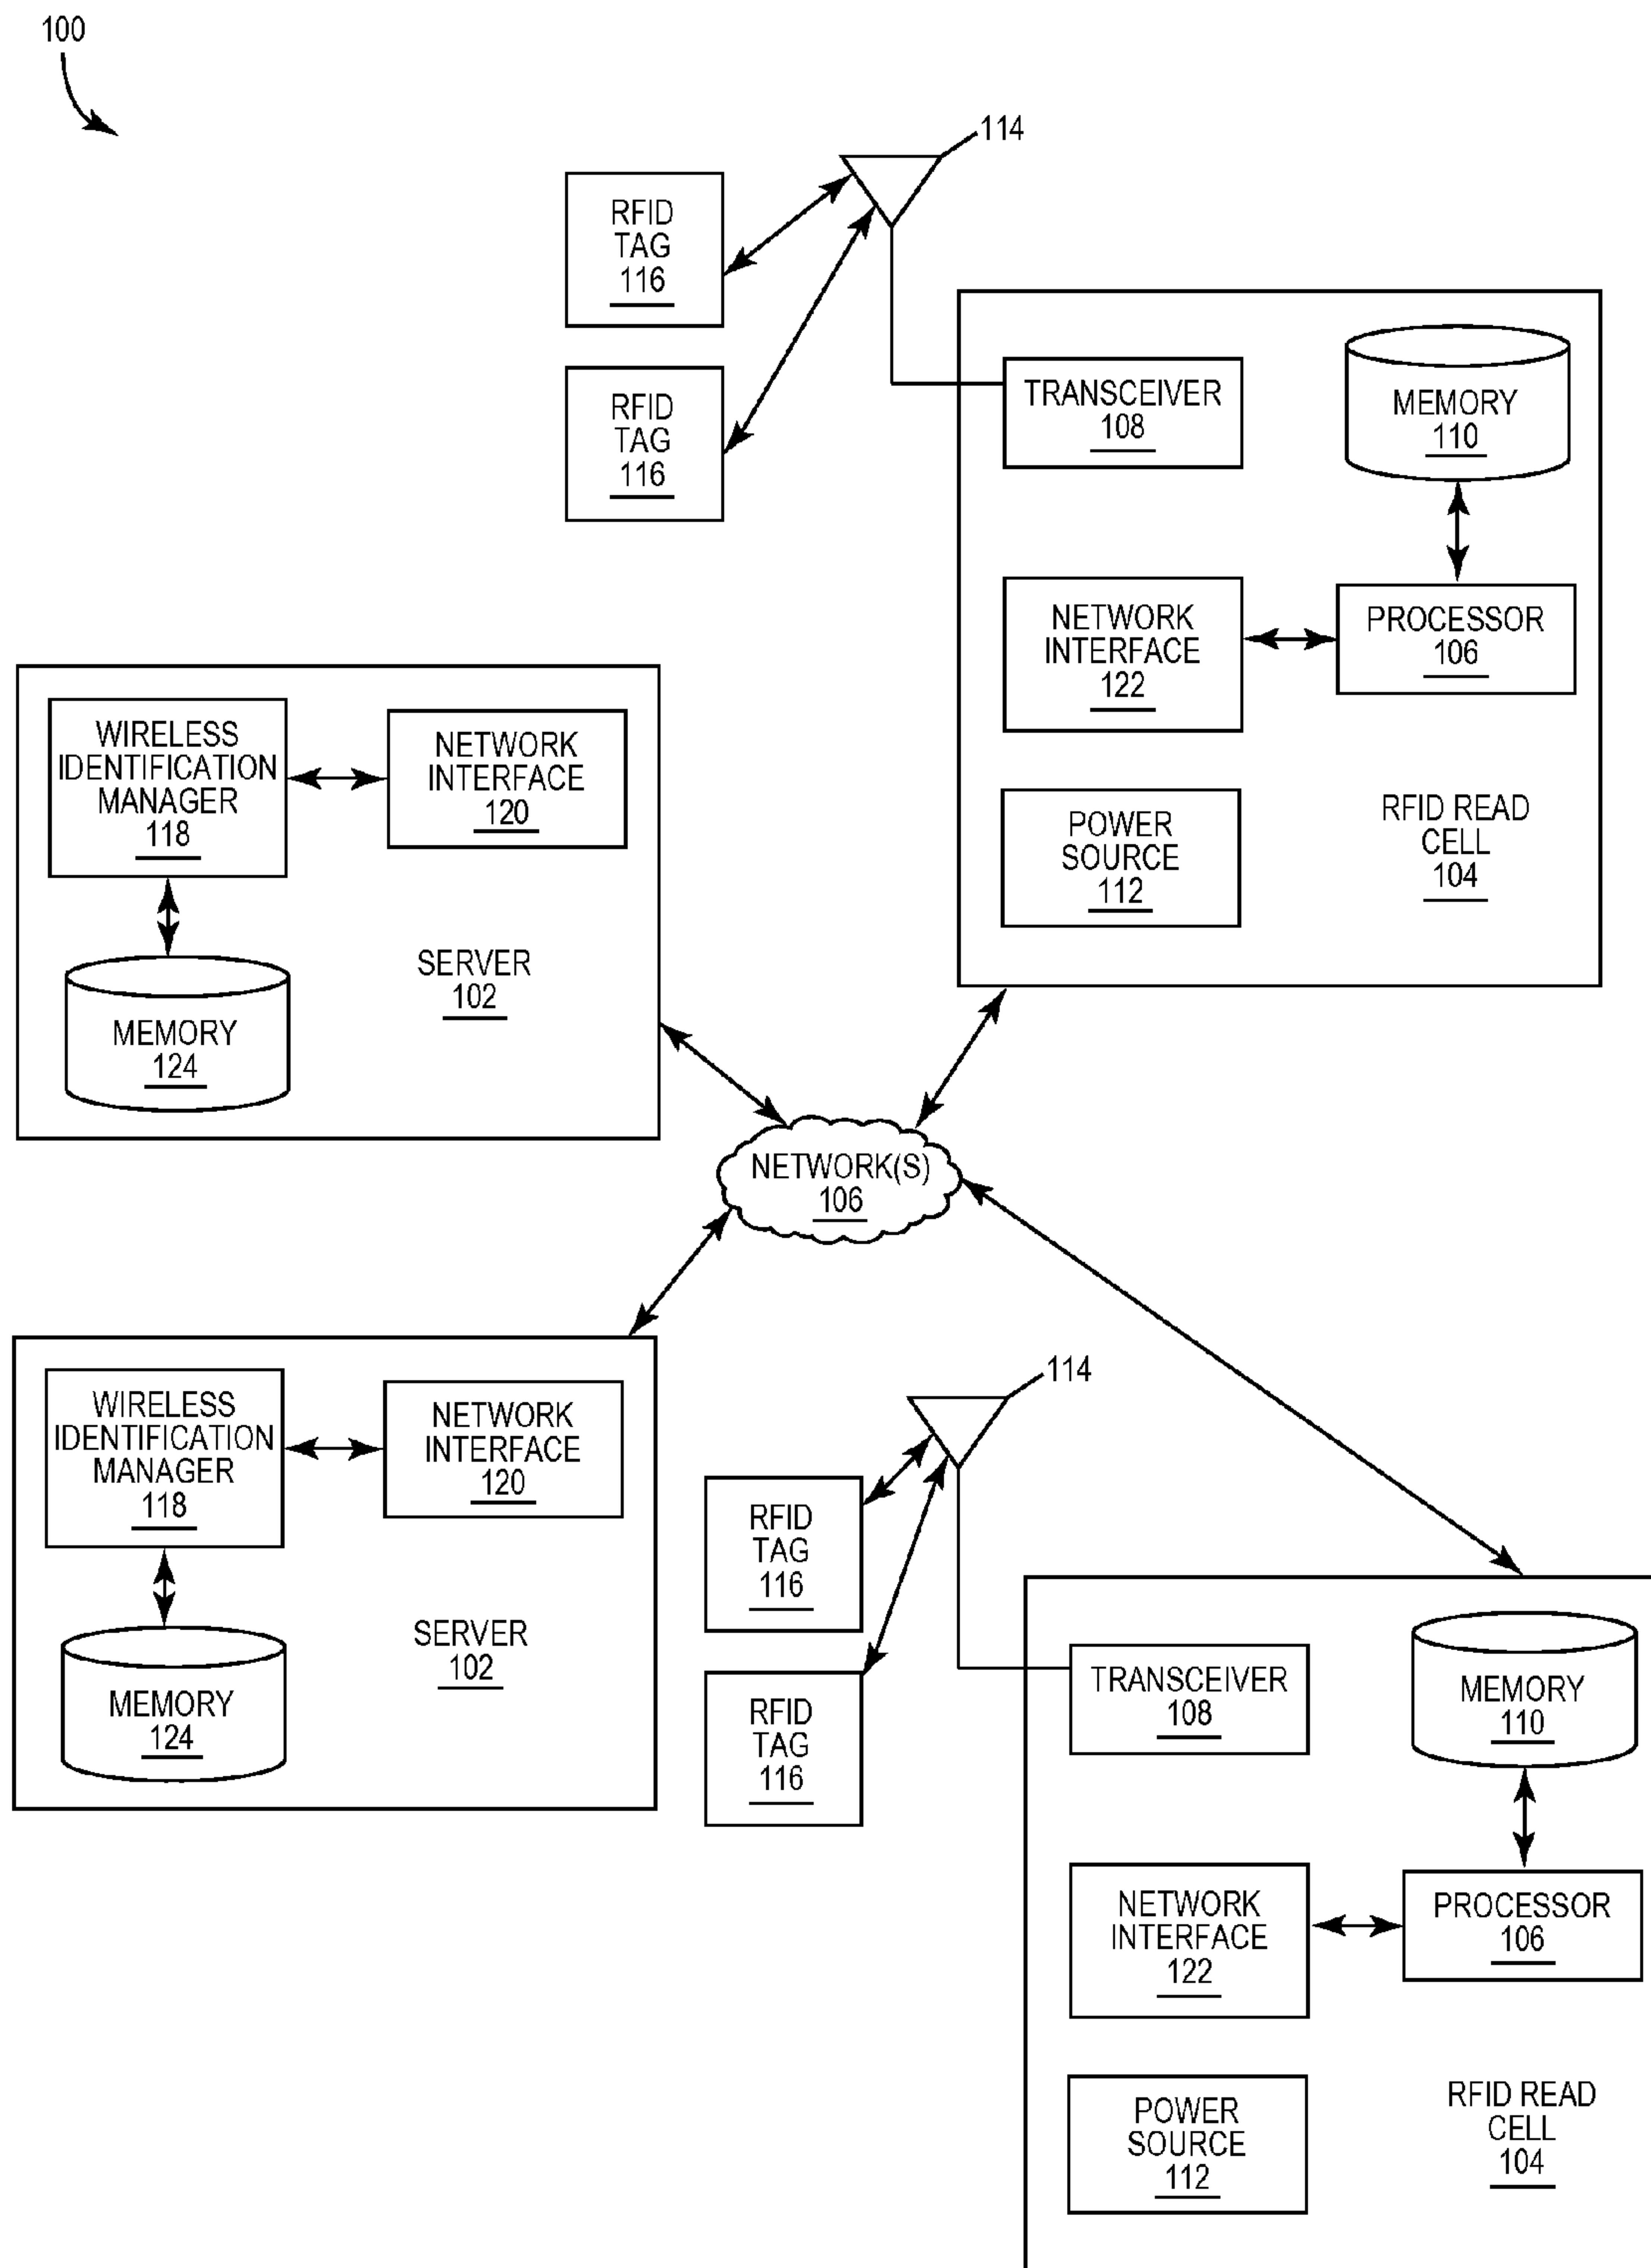 100
114
RFID
TAG
116
RFID
TAG
116
TRANSCEIVER
108
MEMORY
110
NETWORK
INTERFACE
122
PROCESSOR
106
POWER
SOURCE
112
RFID READ
CELL
104
WIRELESS
IDENTIFICATION
MANAGER
118
NETWORK
INTERFACE
120
MEMORY
124
SERVER
102
NETWORK(S)
106
WIRELESS
IDENTIFICATION
MANAGER
118
NETWORK
INTERFACE
120
MEMORY
124
SERVER
102
114
RFID
TAG
116
RFID
TAG
116
TRANSCEIVER
108
MEMORY
110
NETWORK
INTERFACE
122
PROCESSOR
106
POWER
SOURCE
112
RFID READ
CELL
104